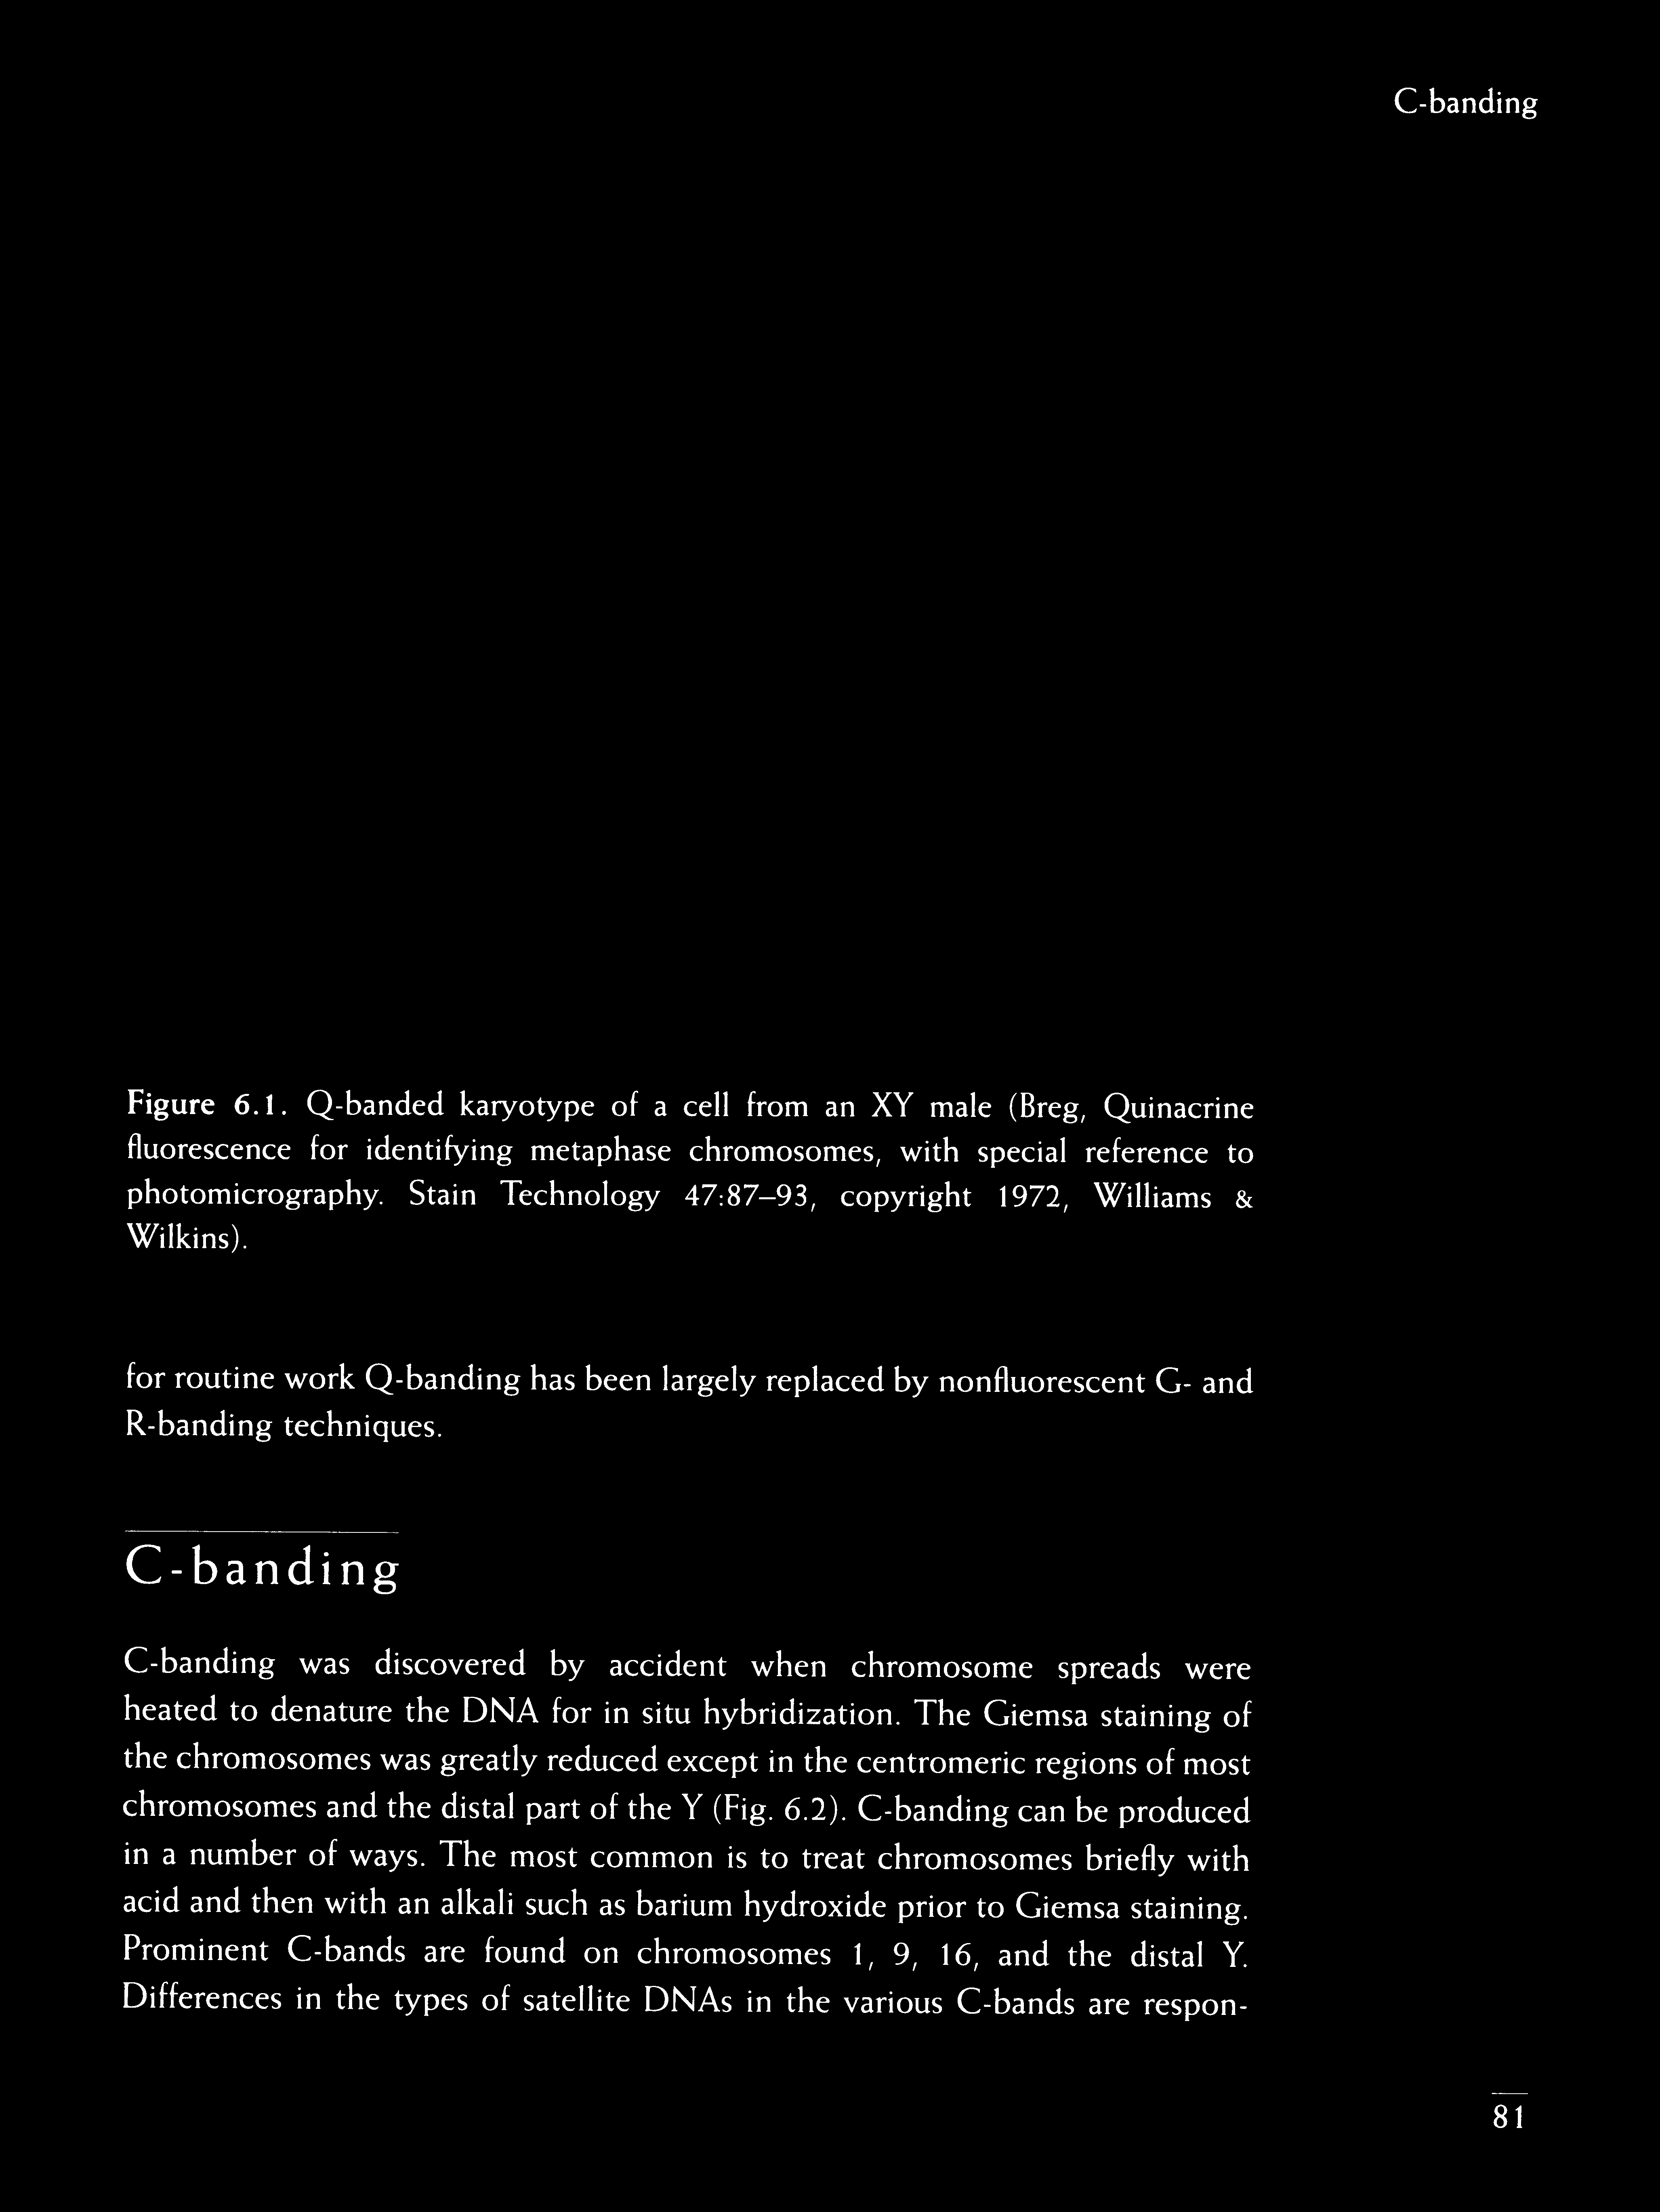 C-banding
Figure 6.1. Q-banded karyotype of a cell from an XY male (Breg, Quinacrine
fluorescence for identifying metaphase chromosomes, with special reference to
photomicrography. Stain Technology 47:87–93, copyright 1972, Williams &
Wilkins).
for routine work Q-banding has been largely replaced by nonfluorescent G- and
R-banding techniques.
C-banding
C-banding was discovered by accident when chromosome spreads were
heated to denature the DNA for in situ hybridization. The Giemsa staining of
the chromosomes was greatly reduced except in the centromeric regions of most
chromosomes and the distal part of the Y (Fig. 6.2). C-banding can be produced
in a number of ways. The most common is to treat chromosomes briefly with
acid and then with an alkali such as barium hydroxide prior to Giemsa staining.
Prominent C-bands are found on chromosomes 1, 9, 16, and the distal Y.
Differences in the types of satellite DNAs in the various C-bands are respon-
81